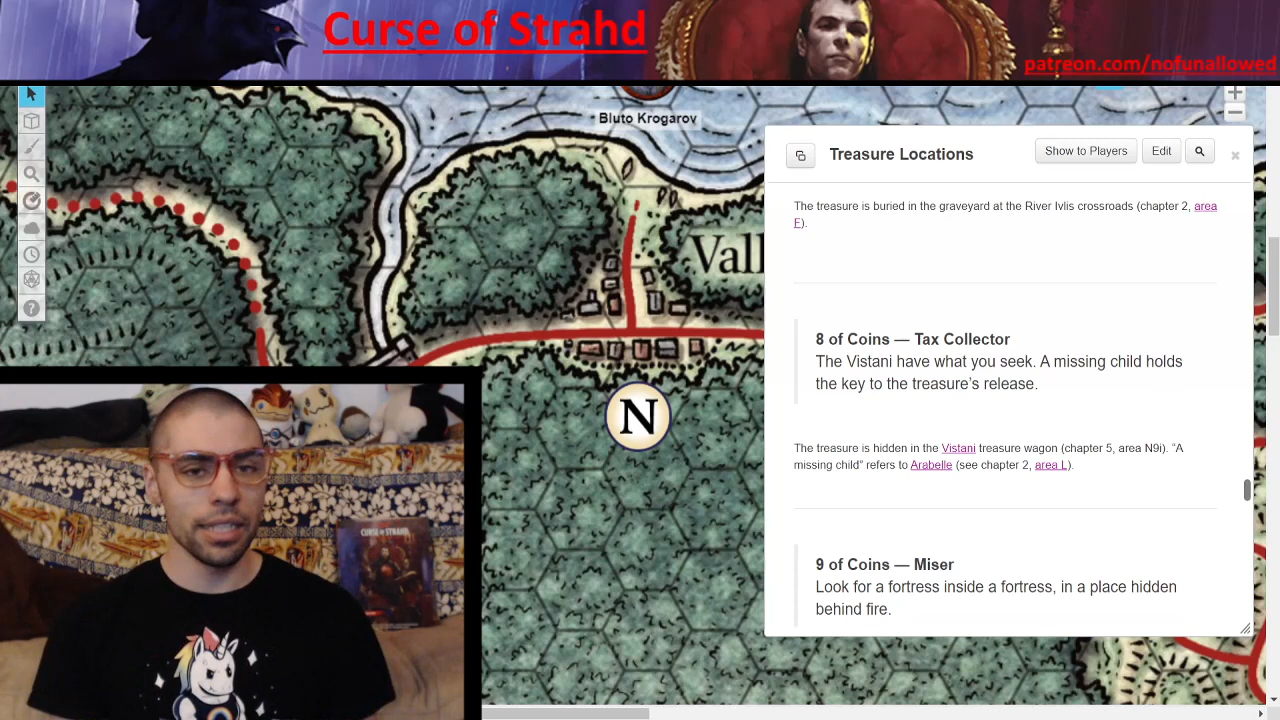 Curse of Strahd
patreon.com/nofunallowed
Bluto Krogarov
Vall
N
Treasure Locations
Show to Players
Edit
The treasure is buried in the graveyard at the River Ivlis crossroads (chapter 2, area
F).
8 of Coins — Tax Collector
The Vistani have what you seek. A missing child holds
the key to the treasure's release.
The treasure is hidden in the Vistani treasure wagon (chapter 5, area N9i). “A
missing child” refers to Arabelle (see chapter 2, area L).
9 of Coins — Miser
Look for a fortress inside a fortress, in a place hidden
behind fire.
CURSE OF STRAHD